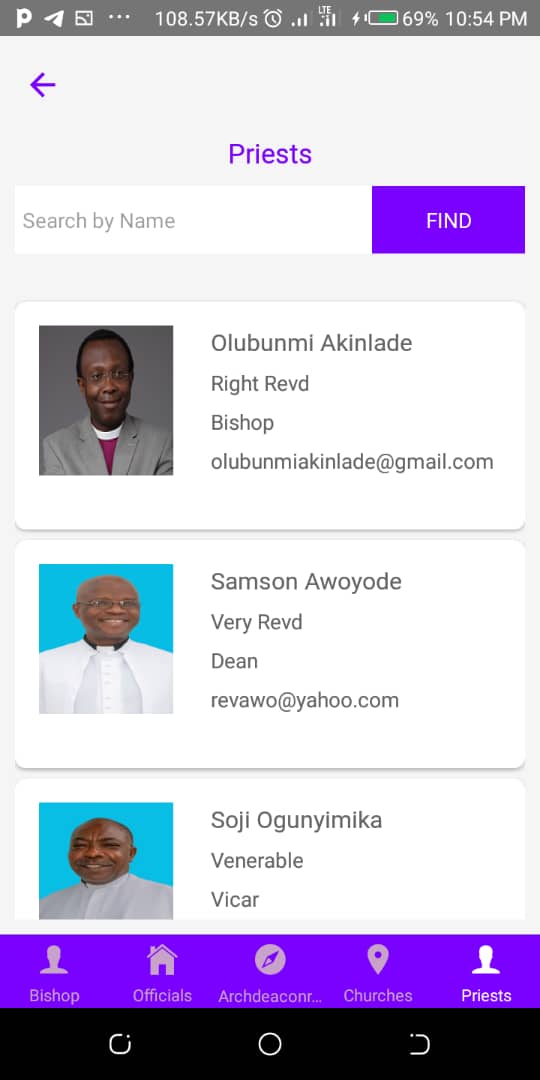 108.57KB/s LTE 69% 10:54 PM
Priests
Search by Name FIND
Olubunmi Akinlade
Right Revd
Bishop
olubunmiakinlade@gmail.com
Samson Awoyode
Very Revd
Dean
revawo@yahoo.com
Soji Ogunyimika
Venerable
Vicar
Bishop Officials Archdeaconr... Churches Priests